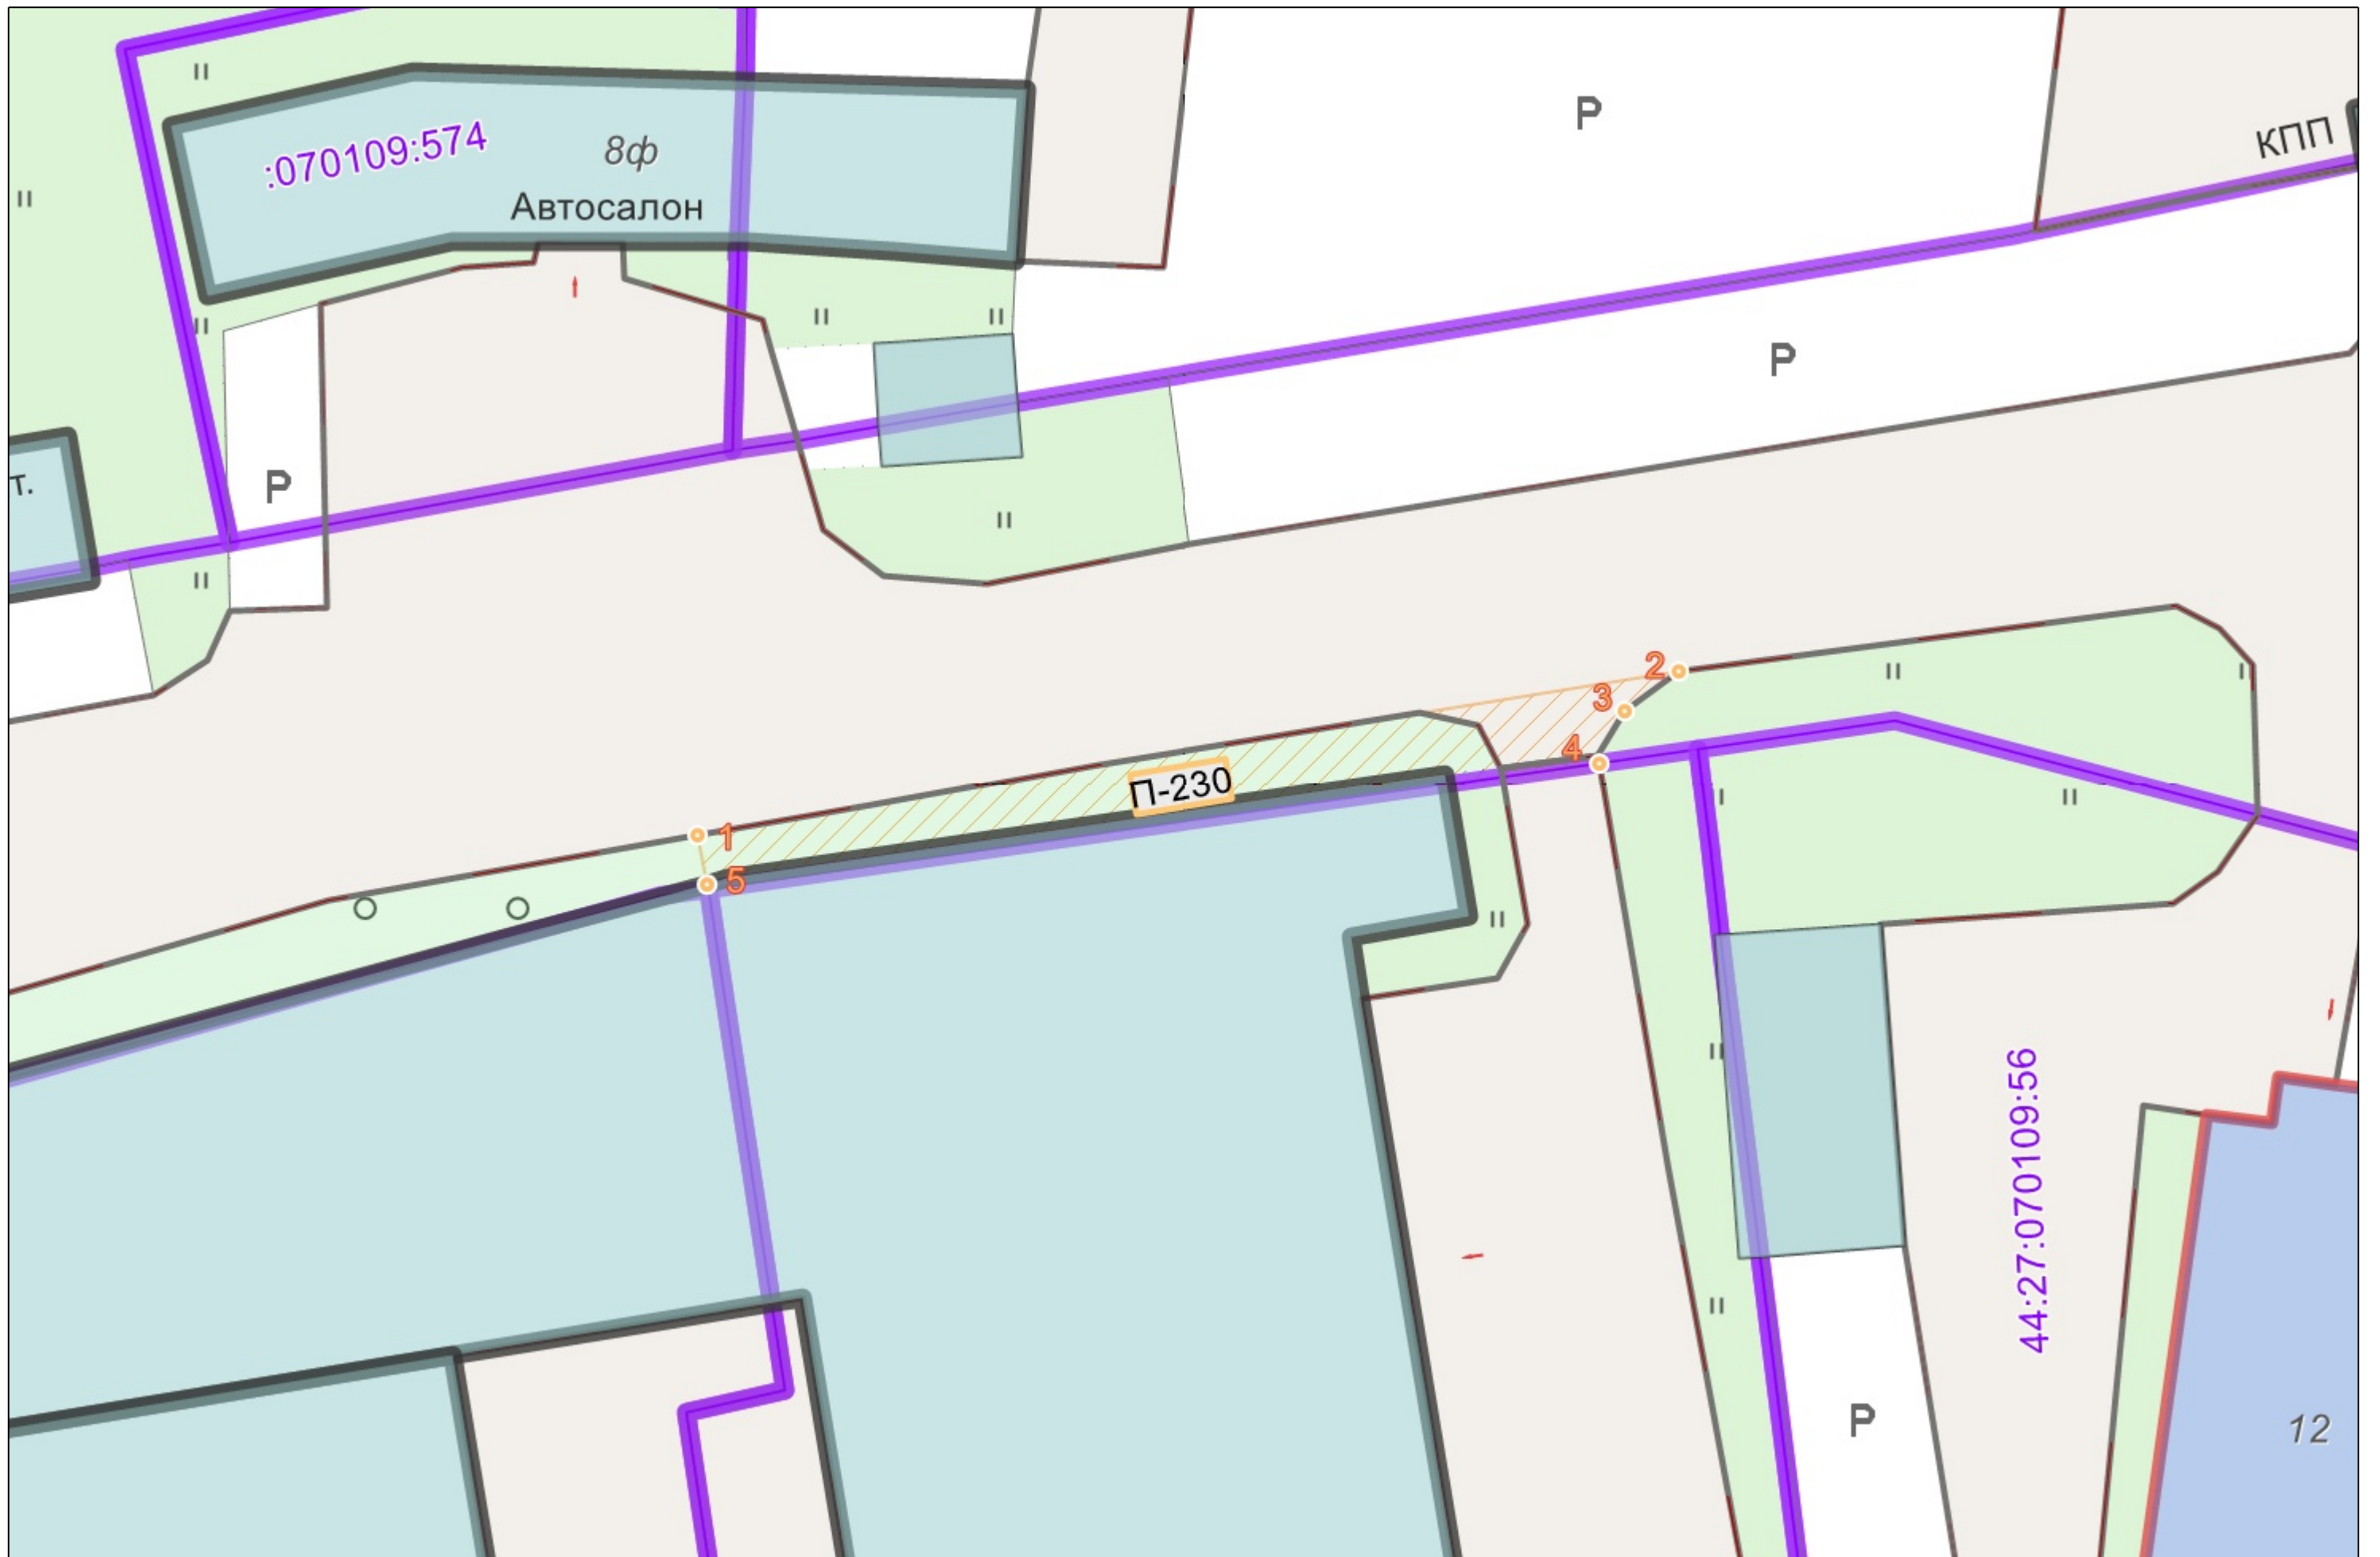 Р
КПП
:070109:574
8ф
Автосалон
Р
т.
Р
2
3
4
П-230
1
5
44:27:070109:56
Р
12